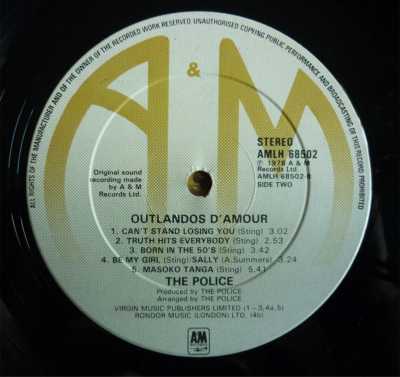 ALL RIGHTS OF THE MANUFACTURER AND OF THE OWNER OF THE RECORDED WORK RESERVED. UNAUTHORISED COPYING PUBLIC PERFORMANCE AND BROADCASTING OF THIS RECORD PROHIBITED
A & M
STEREO
AMLH 68502
Ⓟ 1978 A & M
Records Ltd.
AMLH 68502-B
SIDE TWO
Original sound
recording made
by A & M
Records Ltd.
OUTLANDOS D'AMOUR
1. CAN'T STAND LOSING YOU (Sting) 3.02
2. TRUTH HITS EVERYBODY (Sting) 2.53
3. BORN IN THE 50'S (Sting) 3.42
4. BE MY GIRL (Sting)/SALLY (A.Summers) 3.24
5. MASOKO TANGA (Sting) 5.41
THE POLICE
Produced by THE POLICE
Arranged by THE POLICE
VIRGIN MUSIC PUBLISHERS LIMITED (1–3,4a,5)
RONDOR MUSIC (LONDON) LTD. (4b)
AM
RECORDS